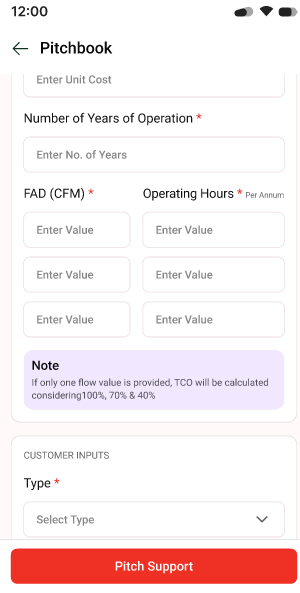 12:00
Pitchbook
Enter Unit Cost
Number of Years of Operation *
Enter No. of Years
FAD (CFM) * Operating Hours * Per Annum
Enter Value Enter Value
Enter Value Enter Value
Enter Value Enter Value
Note
If only one flow value is provided, TCO will be calculated
considering100%, 70% & 40%
CUSTOMER INPUTS
Type *
Select Type
Pitch Support